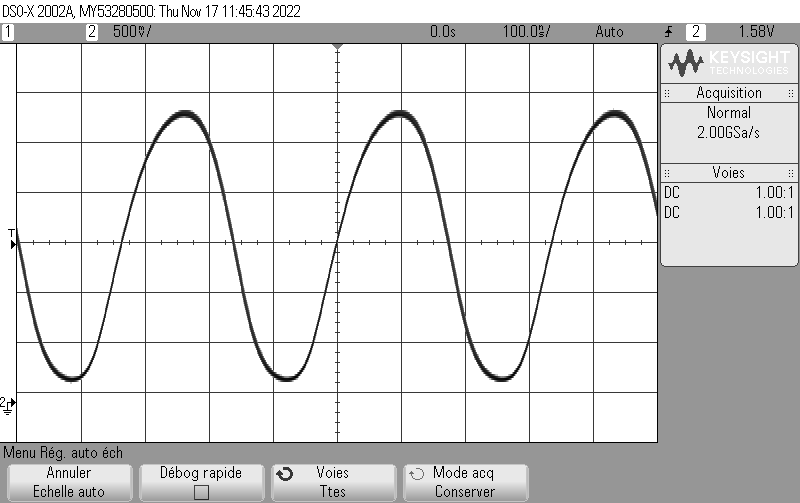 DSO-X 2002A, MY53280500: Thu Nov 17 11:45:43 2022
1 2 500♈/ 0.0s 100.0♈/ Auto 2 1.58V
KEYSIGHT
TECHNOLOGIES
Acquisition
Normal
2.00GSa/s
Voies
DC 1.00:1
DC 1.00:1
T
2
Menu Rég. auto éch
Annuler
Echelle auto
Débog rapide
Voies
Ttes
Mode acq
Conserver